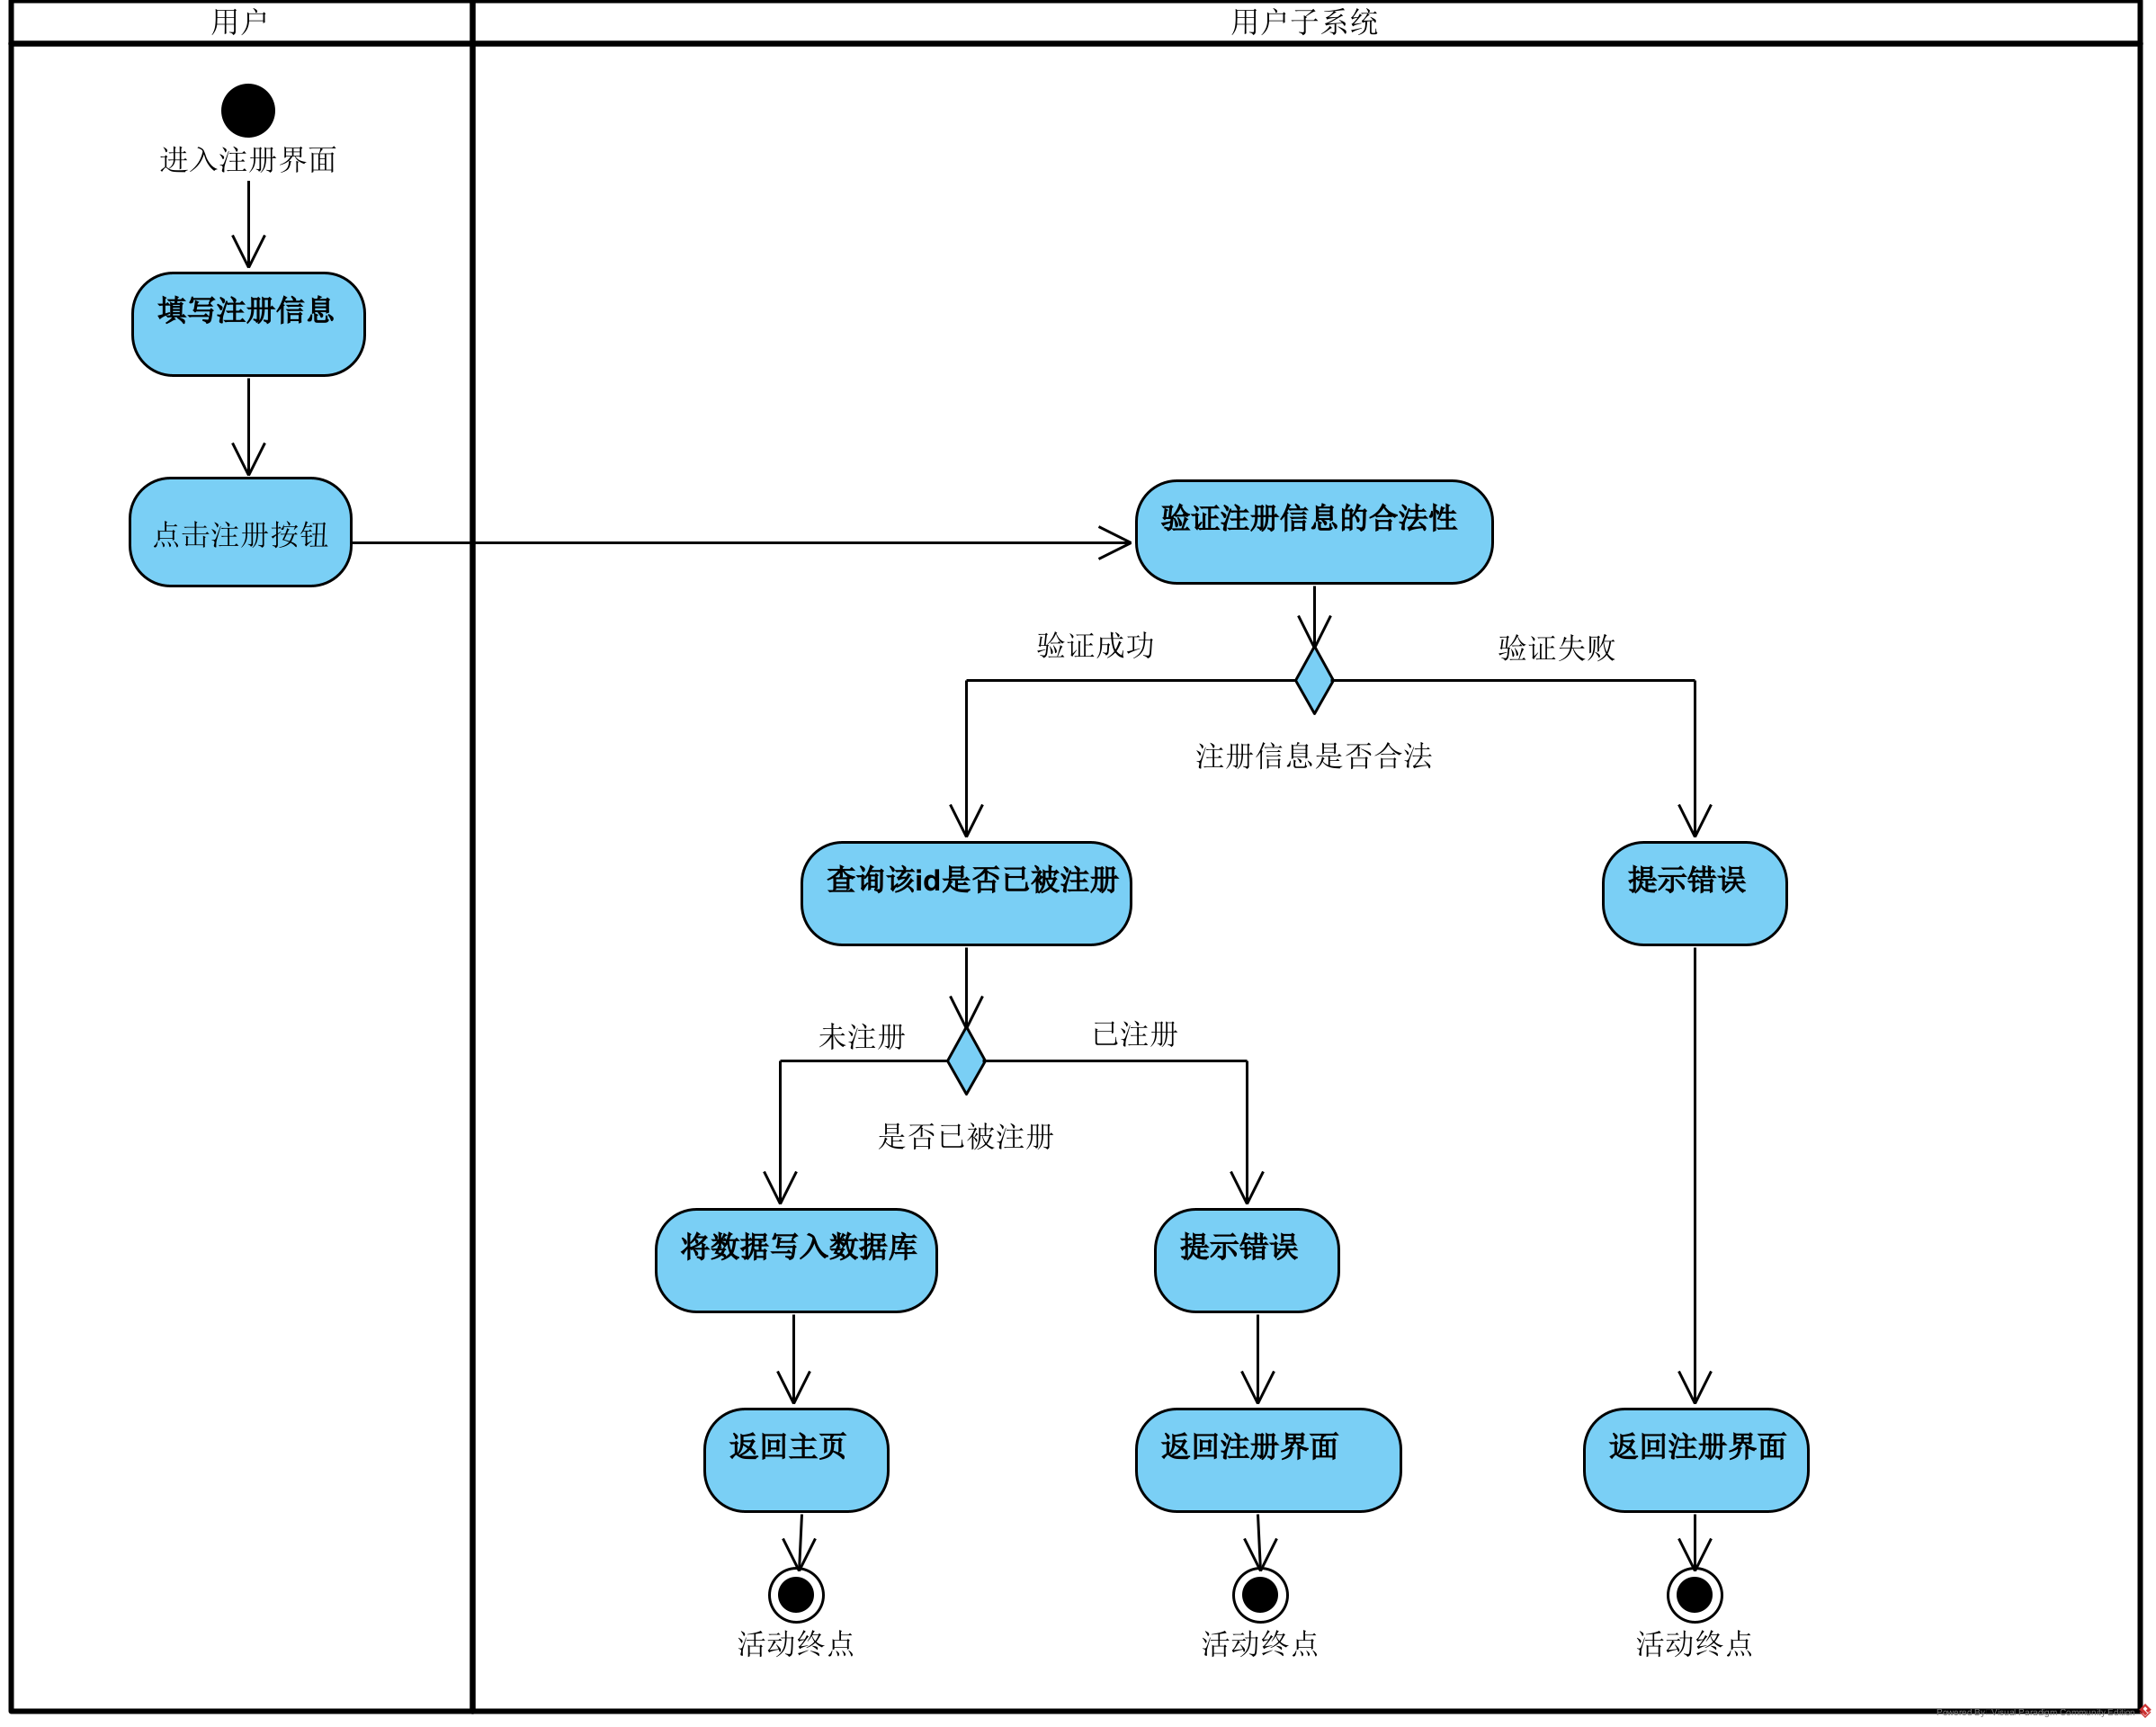 用户
用户子系统
进入注册界面
填写注册信息
点击注册按钮
验证注册信息的合法性
验证成功
验证失败
注册信息是否合法
查询该id是否已被注册
提示错误
未注册
已注册
是否已被注册
将数据写入数据库
提示错误
返回主页
返回注册界面
返回注册界面
活动终点
活动终点
活动终点
Powered By Visual Paradigm Community Edition